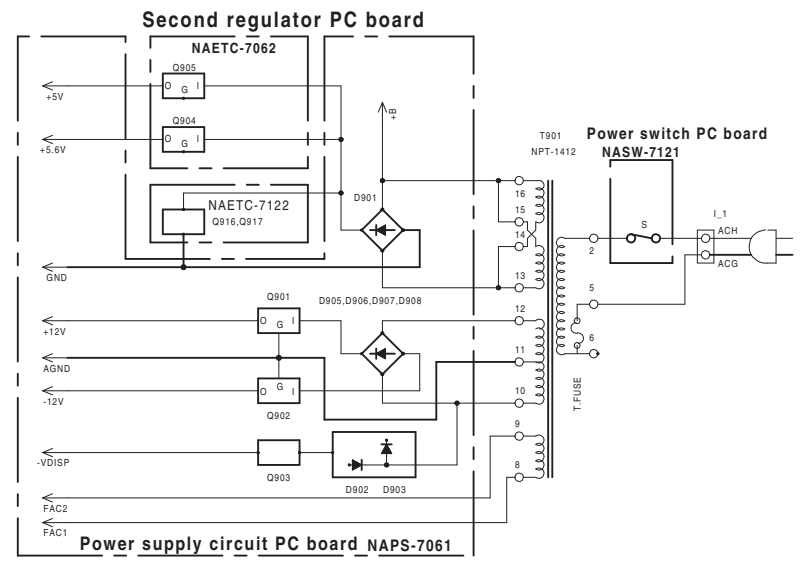 Second regulator PC board
NAETC-7062
Q905
O G I
+5V
Q904
O G I
+5.6V
+B
NAETC-7122
Q916,Q917
D901
GND
T901
NPT-1412
Power switch PC board
NASW-7121
16
15
14
13
S
2
I_1
ACH
ACG
5
6
T.FUSE
Q901
D905,D906,D907,D908
O G I
+12V
12
AGND
11
O G I
-12V
10
Q902
9
-VDISP
Q903
D902 D903
8
FAC2
FAC1
Power supply circuit PC board NAPS-7061